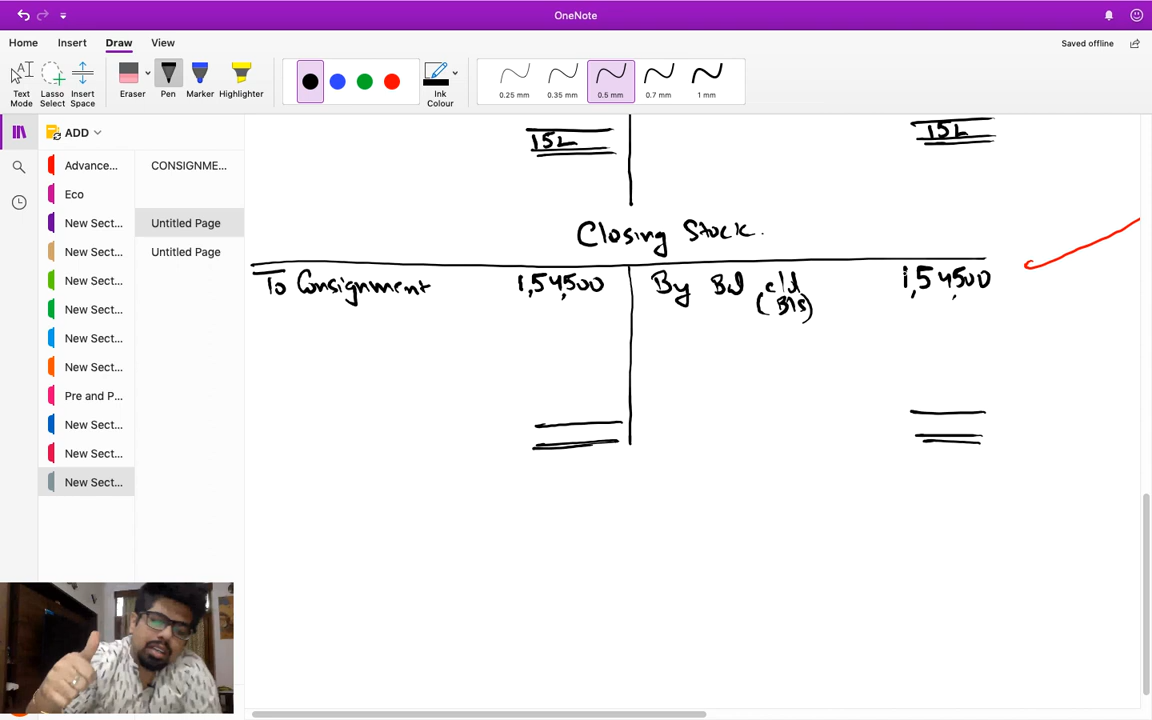 OneNote
Home Insert Draw View
Saved offline
Text Mode
Lasso Select
Insert Space
Eraser
Pen
Marker
Highlighter
Ink Colour
0.25 mm
0.35 mm
0.5 mm
0.7 mm
1 mm
ADD
Advance...
Eco
New Sect...
New Sect...
New Sect...
New Sect...
New Sect...
New Sect...
Pre and P...
New Sect...
New Sect...
New Sect...
CONSIGNME...
Untitled Page
Untitled Page
15L 15L
Closing Stock.
To Consignment 1,54,500 By Bal c/d 1,54,500
(B/s)